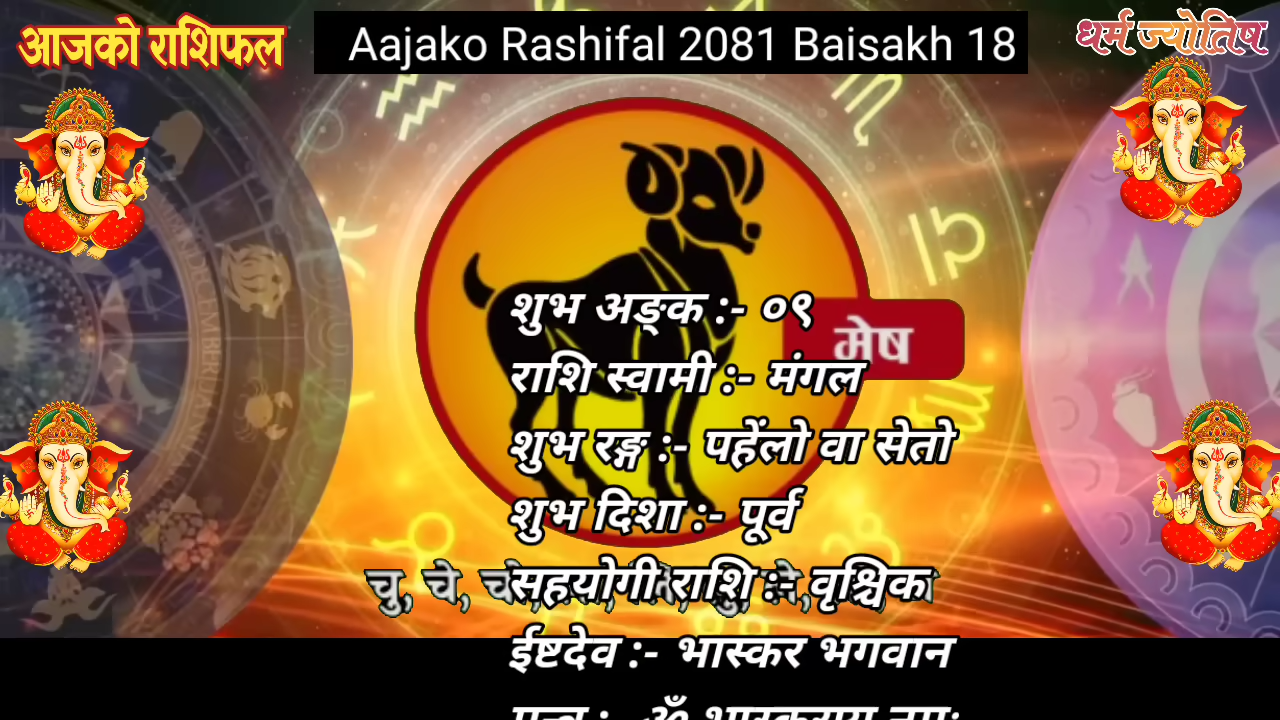 आजको राशिफल
Aajako Rashifal 2081 Baisakh 18
धर्म ज्योतिष
शुभ अङ्क :- ०९
मेष
राशि स्वामी :- मंगल
शुभ रङ्ग :- पहेंलो वा सेतो
शुभ दिशा :- पूर्व
चु, चे,
सहयोगी राशि :- वृश्चिक
ईष्टदेव :- भास्कर भगवान